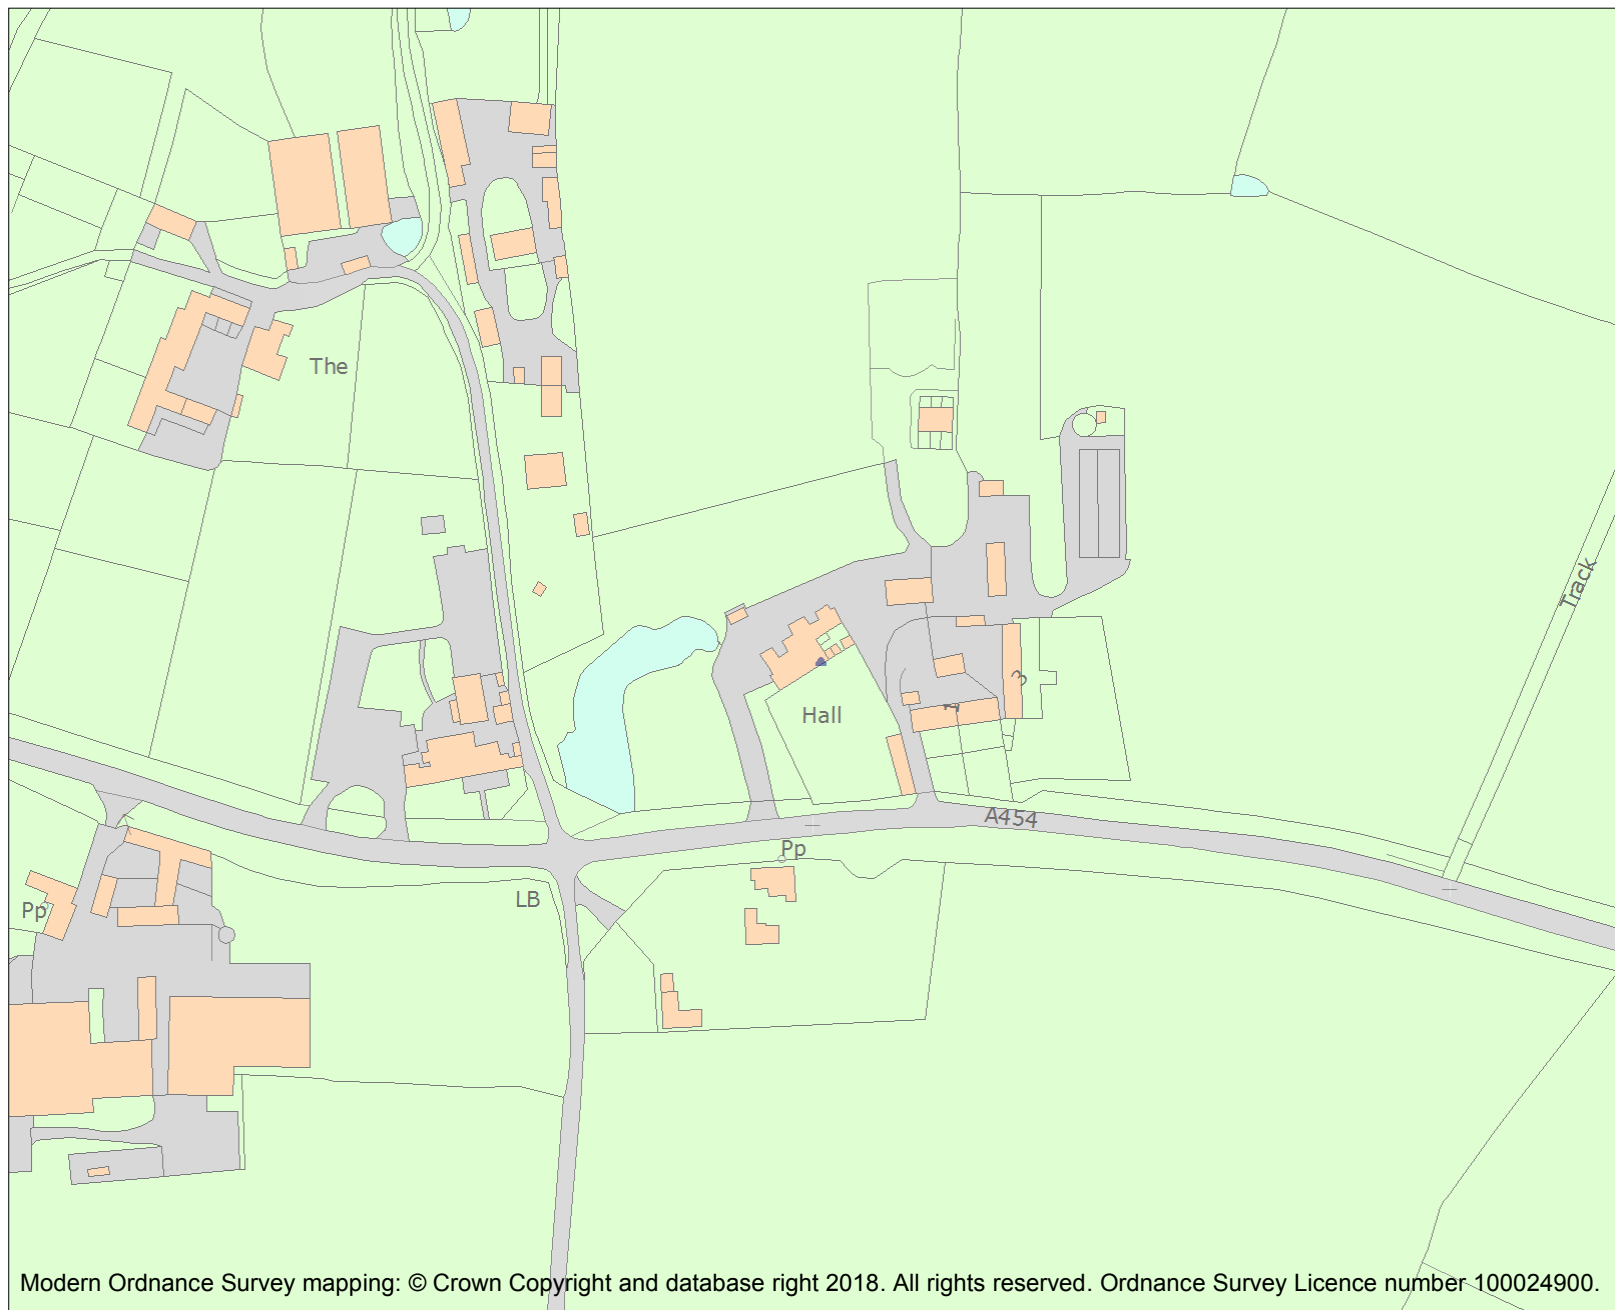 The
Track
3
Hall
A454
Pp
LB
Pp
Modern Ordnance Survey mapping: © Crown Copyright and database right 2018. All rights reserved. Ordnance Survey Licence number 100024900.